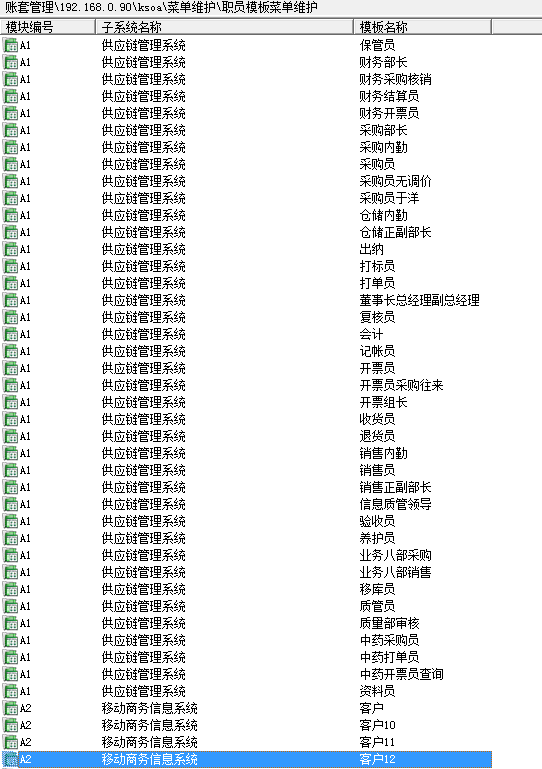 账套管理\192.168.0.90\ksoa\菜单维护\职员模板菜单维护
模块编号 子系统名称 模板名称
A1 供应链管理系统 保管员
A1 供应链管理系统 财务部长
A1 供应链管理系统 财务采购核销
A1 供应链管理系统 财务结算员
A1 供应链管理系统 财务开票员
A1 供应链管理系统 采购部长
A1 供应链管理系统 采购内勤
A1 供应链管理系统 采购员
A1 供应链管理系统 采购员无调价
A1 供应链管理系统 采购员于洋
A1 供应链管理系统 仓储内勤
A1 供应链管理系统 仓储正副部长
A1 供应链管理系统 出纳
A1 供应链管理系统 打标员
A1 供应链管理系统 打单员
A1 供应链管理系统 董事长总经理副总经理
A1 供应链管理系统 复核员
A1 供应链管理系统 会计
A1 供应链管理系统 记帐员
A1 供应链管理系统 开票员
A1 供应链管理系统 开票员采购往来
A1 供应链管理系统 开票组长
A1 供应链管理系统 收货员
A1 供应链管理系统 退货员
A1 供应链管理系统 销售内勤
A1 供应链管理系统 销售员
A1 供应链管理系统 销售正副部长
A1 供应链管理系统 信息质管领导
A1 供应链管理系统 验收员
A1 供应链管理系统 养护员
A1 供应链管理系统 业务八部采购
A1 供应链管理系统 业务八部销售
A1 供应链管理系统 移库员
A1 供应链管理系统 质管员
A1 供应链管理系统 质量部审核
A1 供应链管理系统 中药采购员
A1 供应链管理系统 中药打单员
A1 供应链管理系统 中药开票员查询
A1 供应链管理系统 资料员
A2 移动商务信息系统 客户
A2 移动商务信息系统 客户10
A2 移动商务信息系统 客户11
A2 移动商务信息系统 客户12